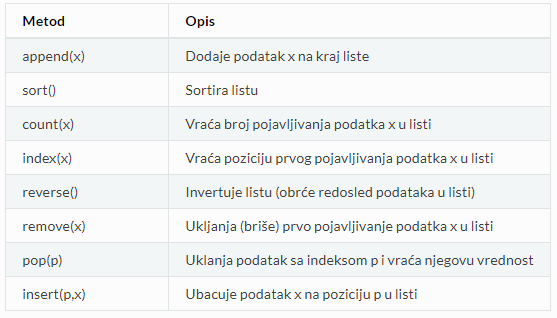 Metod Opis
append(x) Dodaje podatak x na kraj liste
sort() Sortira listu
count(x) Vraća broj pojavljivanja podatka x u listi
index(x) Vraća poziciju prvog pojavljivanja podatka x u listi
reverse() Invertuje listu (obrće redosled podataka u listi)
remove(x) Ukljanja (briše) prvo pojavljivanje podatka x u listi
pop(p) Uklanja podatak sa indeksom p i vraća njegovu vrednost
insert(p,x) Ubacuje podatak x na poziciju p u listi